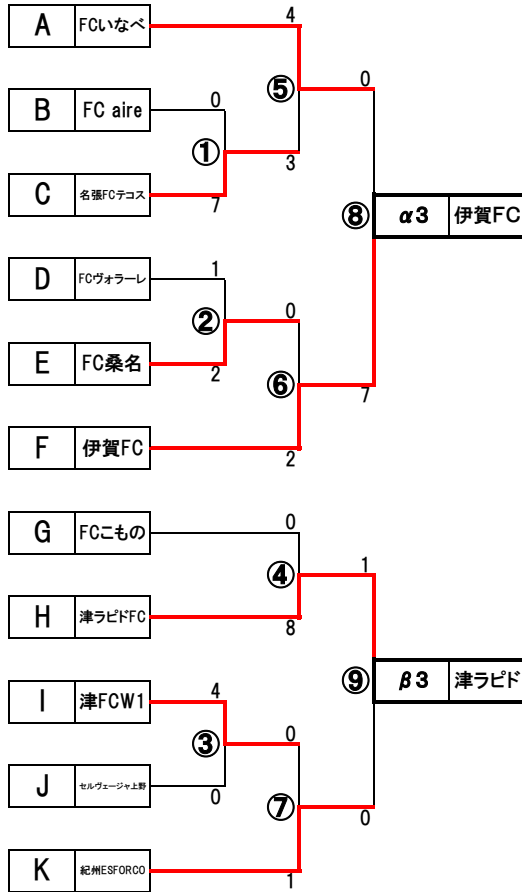 4
A FCいなべ
⑤ 0
B FC aire 0
① 3
C 名張FCテコス 7
⑧ α3 伊賀FC
D FCヴォラーレ 1
② 0
E FC桑名 2
⑥ 7
F 伊賀FC 2
G FCこもの 0
④ 1
H 津ラピドFC 8
⑨ β3 津ラピド
I 津FCW1 4
③ 0
J セルヴェージャ上野 0
⑦ 0
K 紀州ESFORCO 1